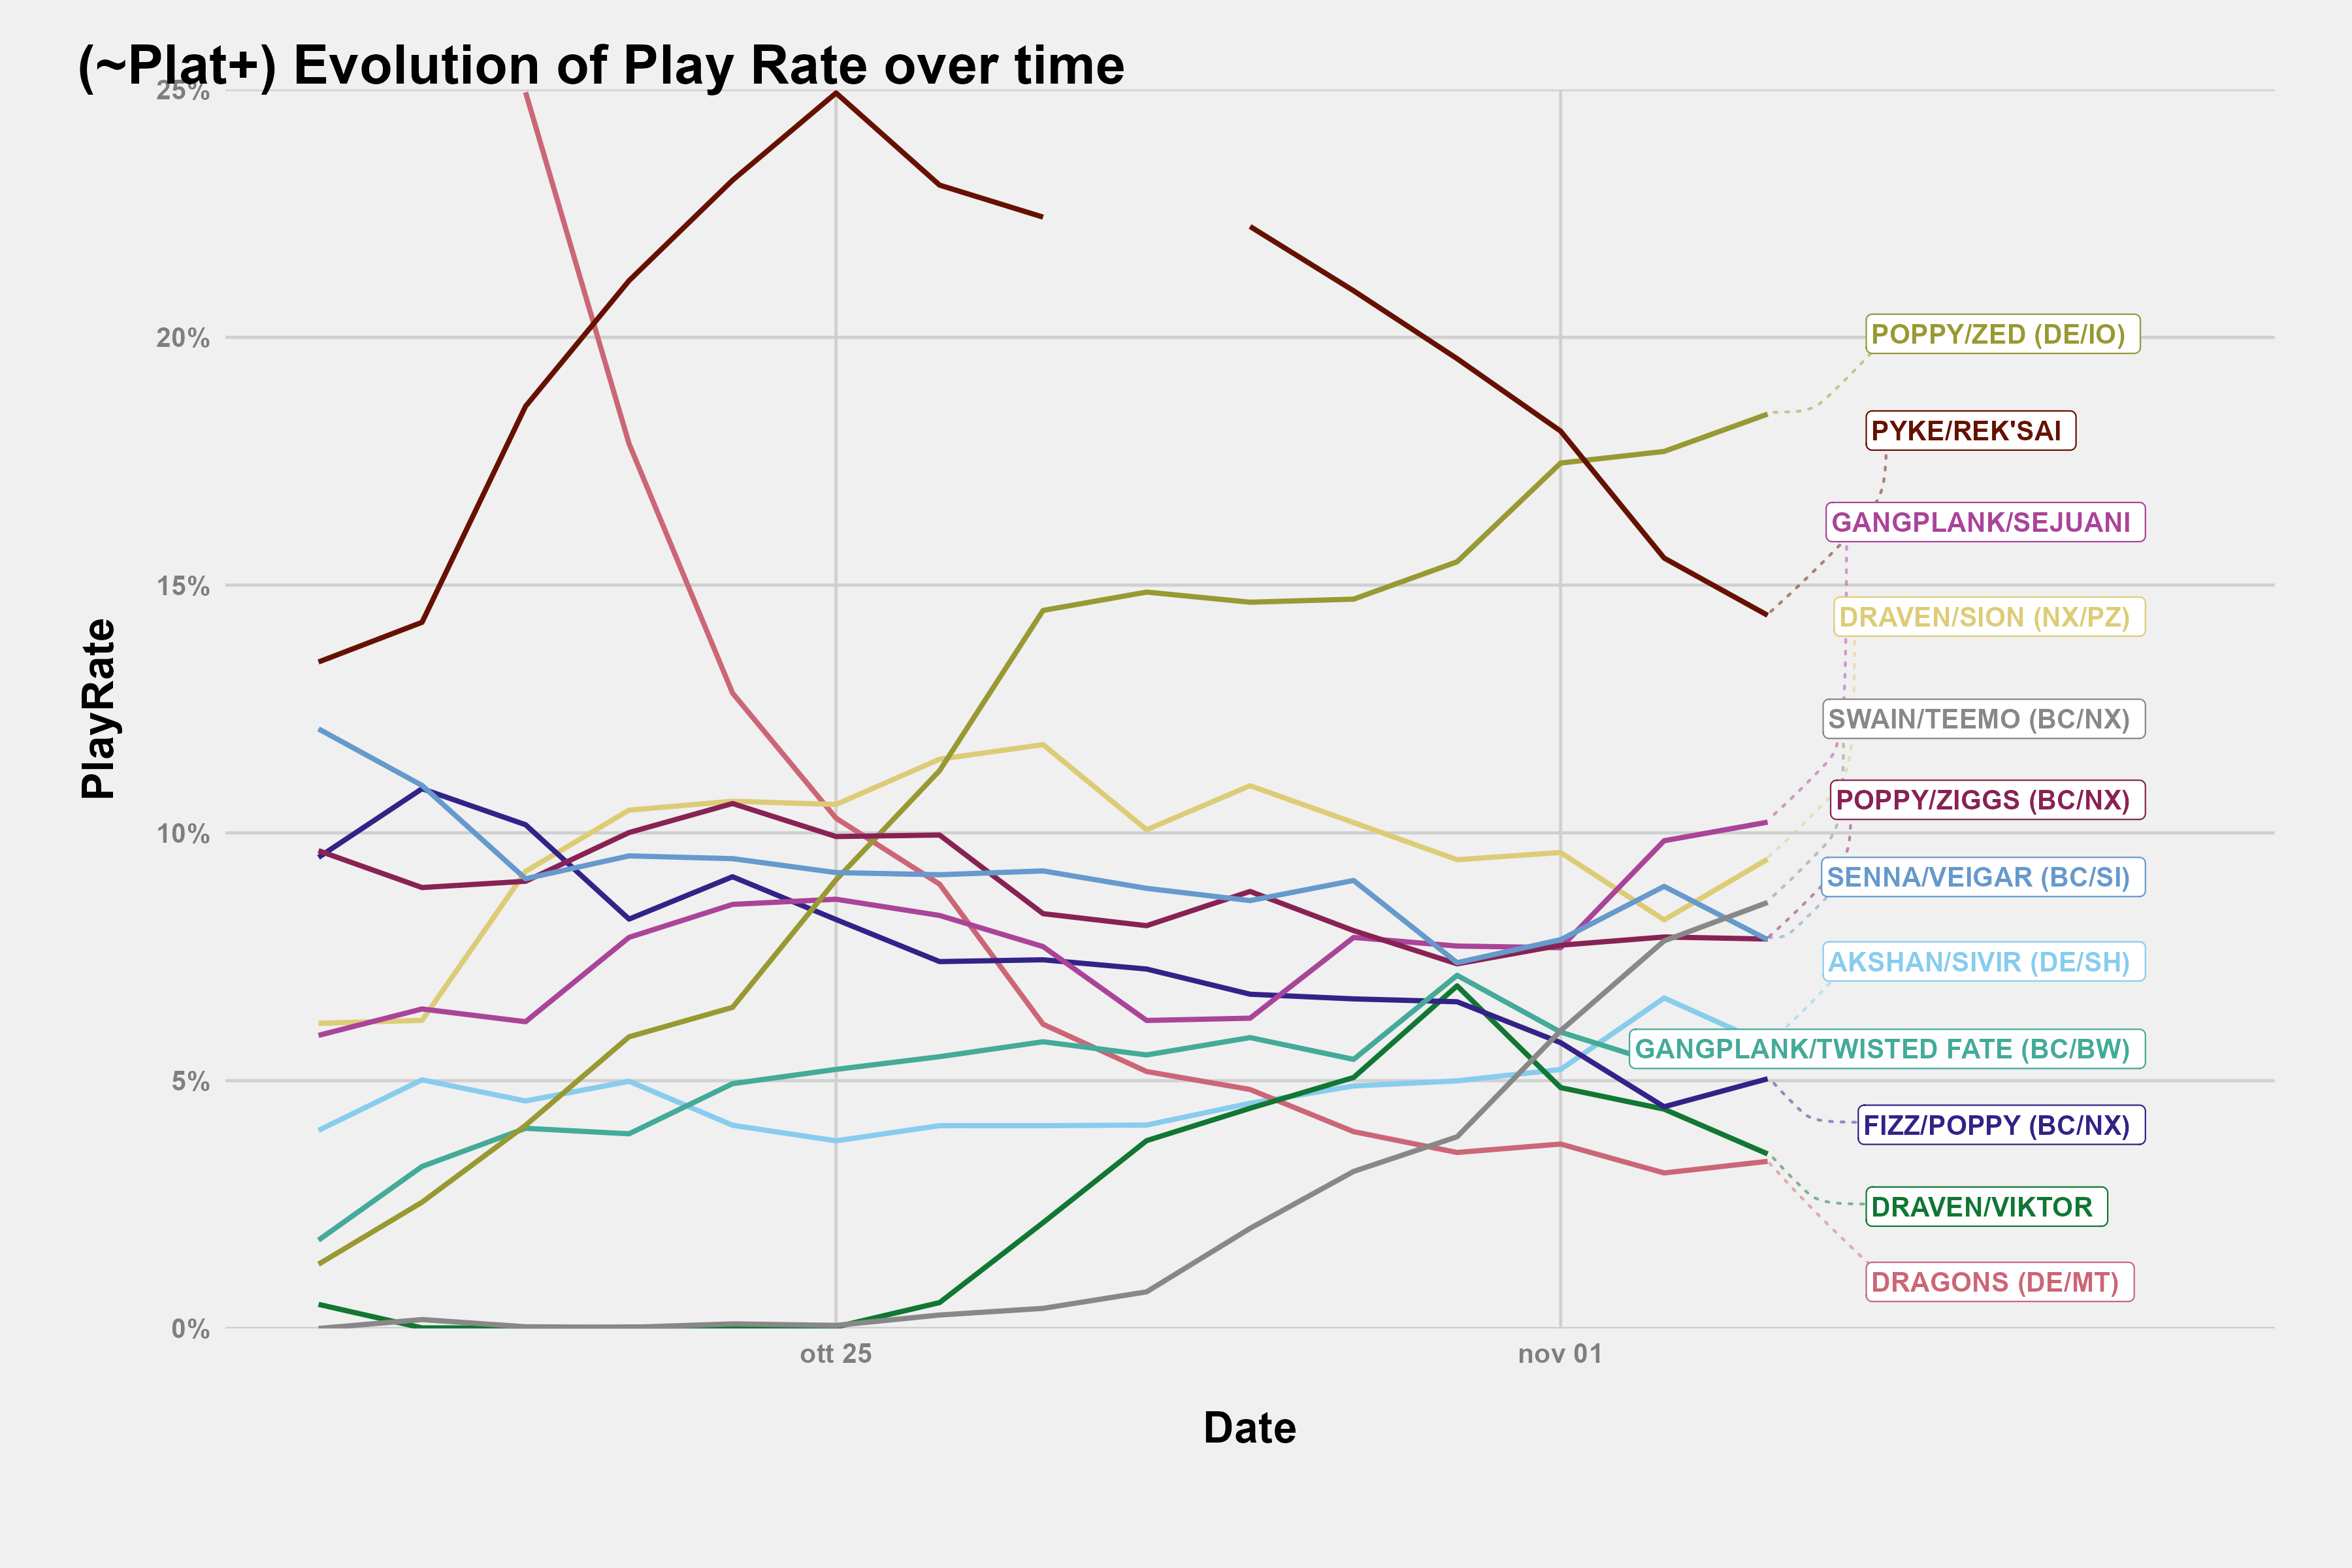 (~Plat+) Evolution of Play Rate over time
25%
20%
15%
10%
5%
0%
PlayRate
POPPY/ZED (DE/IO)
PYKE/REK'SAI
GANGPLANK/SEJUANI
DRAVEN/SION (NX/PZ)
SWAIN/TEEMO (BC/NX)
POPPY/ZIGGS (BC/NX)
SENNA/VEIGAR (BC/SI)
AKSHAN/SIVIR (DE/SH)
GANGPLANK/TWISTED FATE (BC/BW)
FIZZ/POPPY (BC/NX)
DRAVEN/VIKTOR
DRAGONS (DE/MT)
ott 25
nov 01
Date